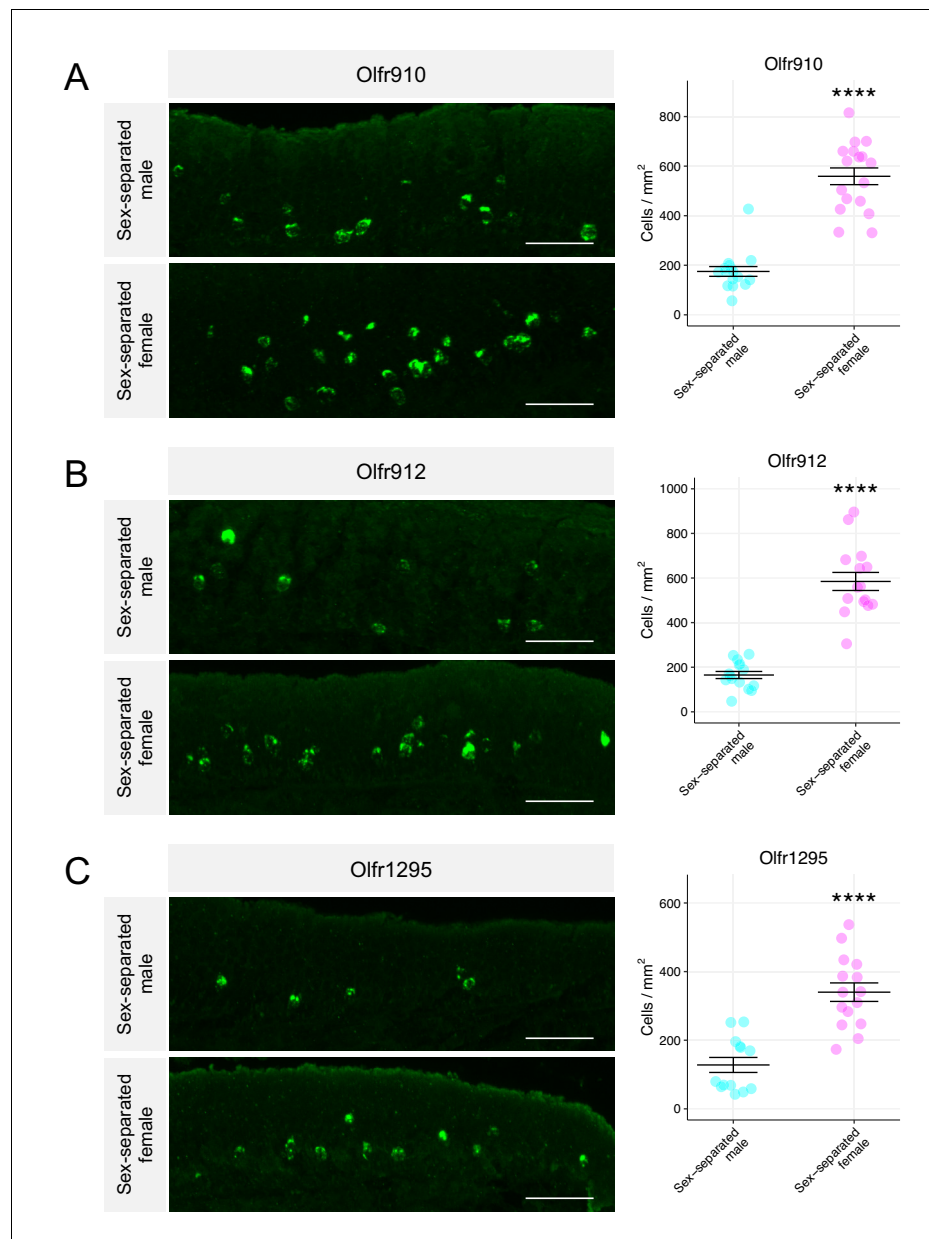 A
Olfr910
Sex-separated
male
Sex-separated
female
Olfr910
****
800
600
400
200
0
Cells / mm2
Sex−separated
male
Sex−separated
female
B
Olfr912
Sex-separated
male
Sex-separated
female
Olfr912
****
1000
800
600
400
200
0
Cells / mm2
Sex−separated
male
Sex−separated
female
C
Olfr1295
Sex-separated
male
Sex-separated
female
Olfr1295
****
600
400
200
0
Cells / mm2
Sex−separated
male
Sex−separated
female